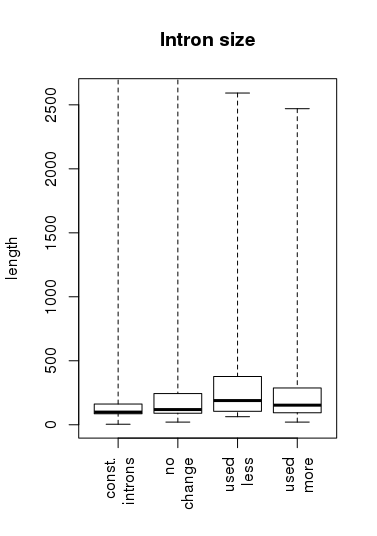 Intron size
length
2500
2000
1500
1000
500
0
const.
introns
no
change
used
less
used
more